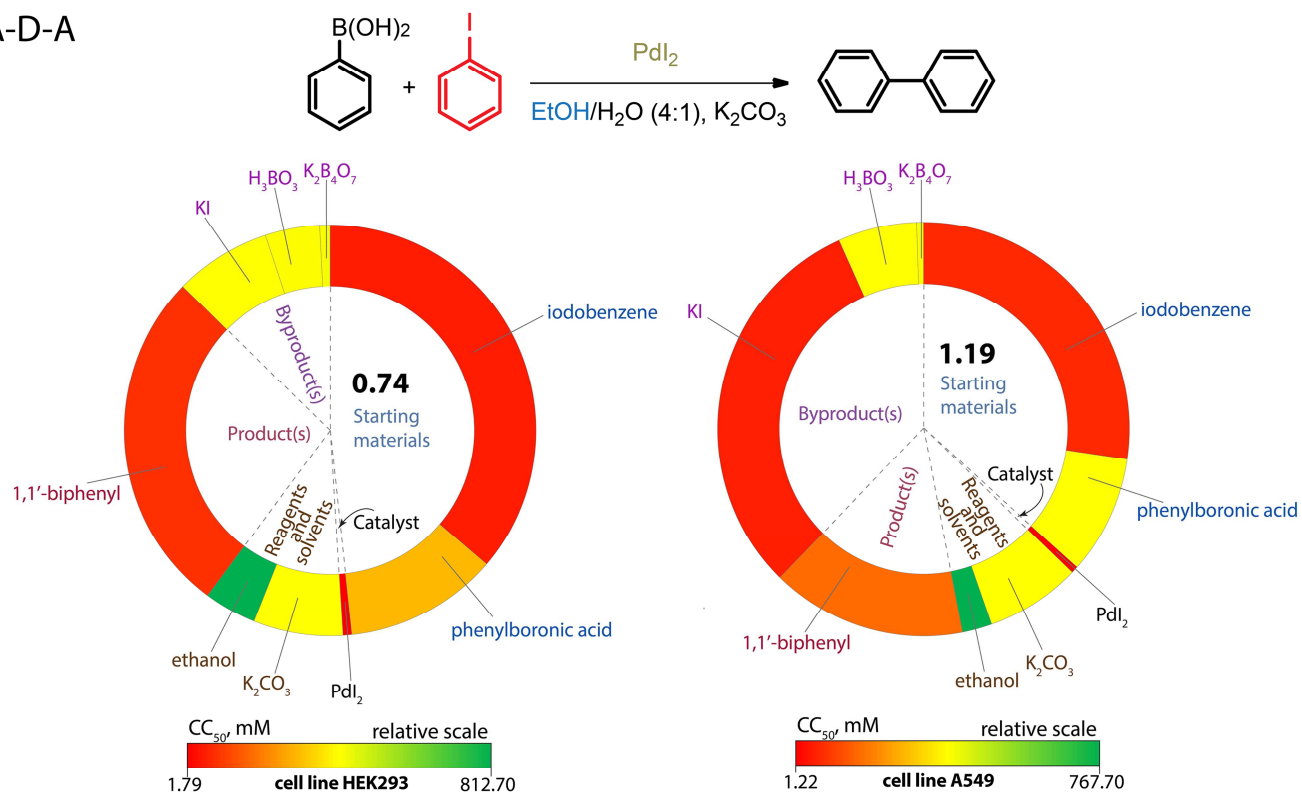 A-D-A
B(OH)₂
I
+
PdI₂
EtOH/H₂O (4:1), K₂CO₃
KI
H₃BO₃
K₂B₄O₇
Byproduct(s)
0.74
Starting
materials
iodobenzene
Product(s)
1,1′-biphenyl
Reagents
and
solvents
Catalyst
ethanol
K₂CO₃
PdI₂
phenylboronic acid
CC₅₀, mM
relative scale
1.79
cell line HEK293
812.70
H₃BO₃
K₂B₄O₇
KI
1.19
Starting
materials
iodobenzene
Byproduct(s)
Catalyst
Product(s)
Reagents
and
solvents
phenylboronic acid
PdI₂
1,1′-biphenyl
ethanol
K₂CO₃
CC₅₀, mM
relative scale
1.22
cell line A549
767.70